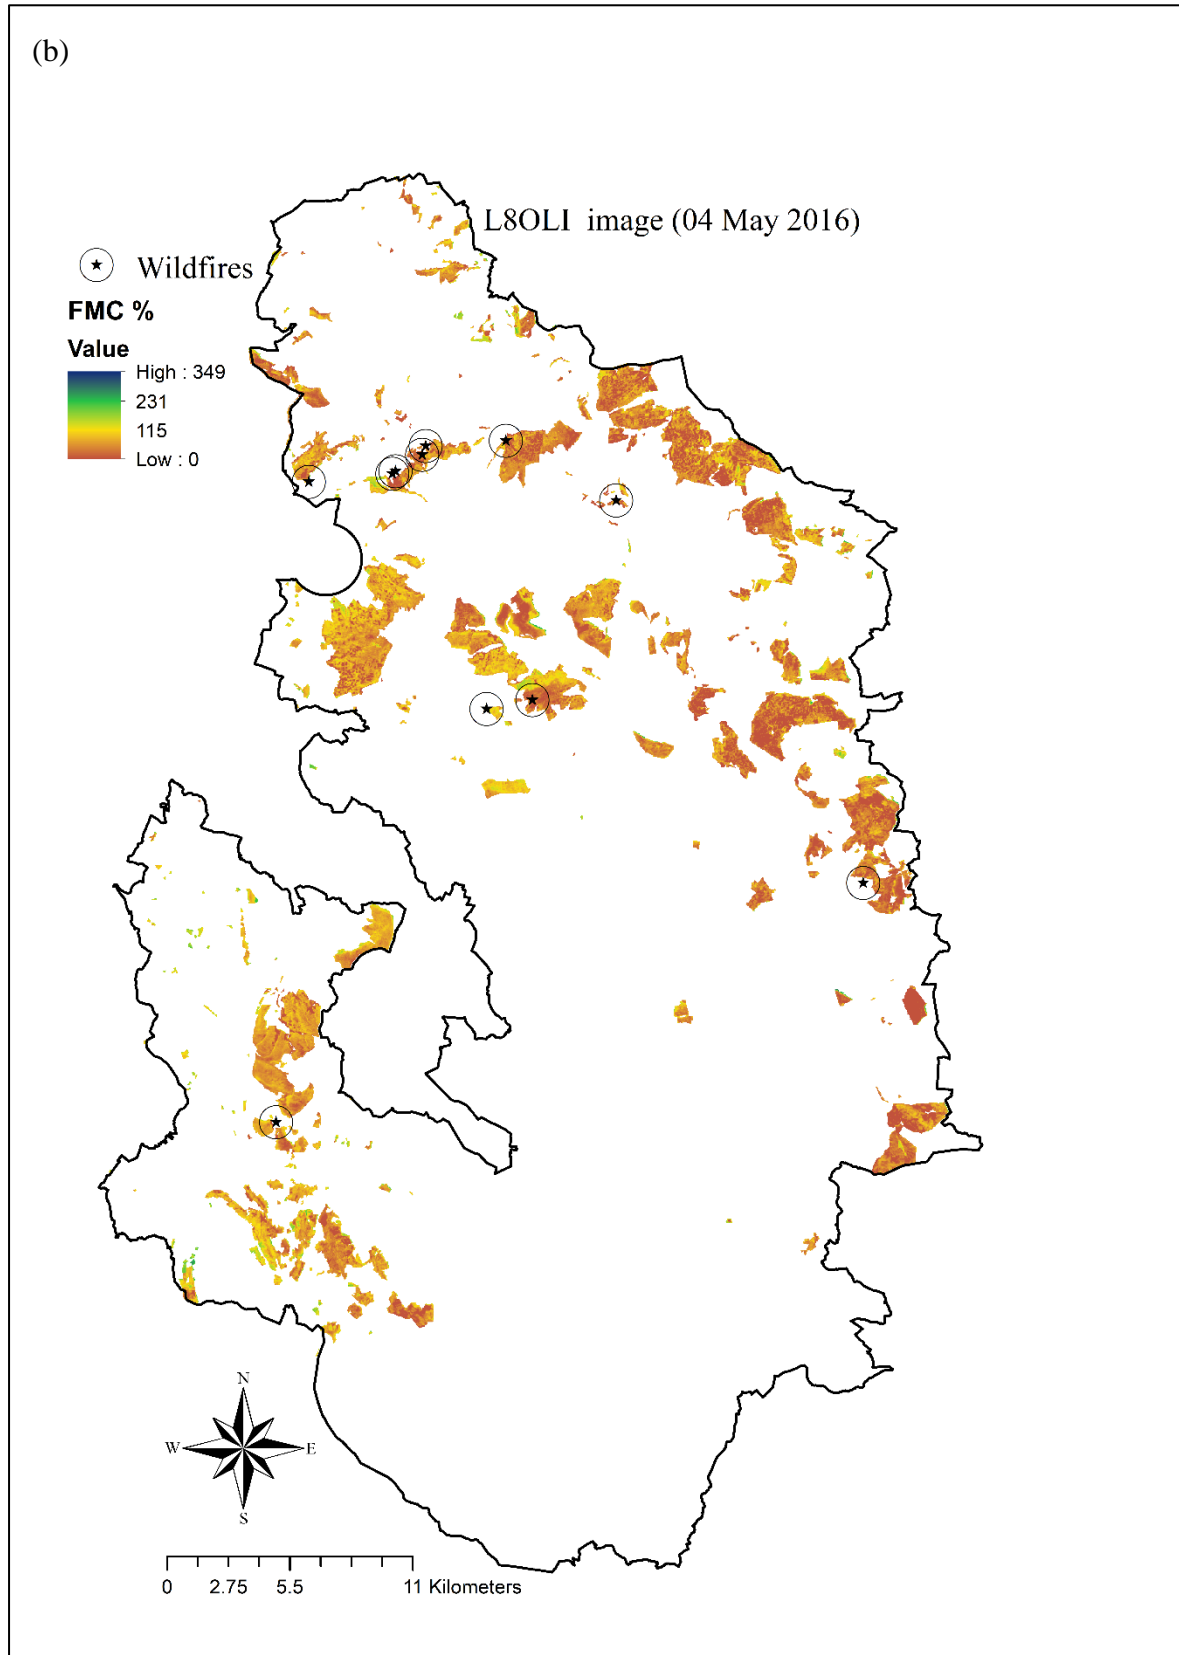 (b)
L8OLI image (04 May 2016)
Wildfires
FMC %
Value
High : 349
231
115
Low : 0
N
W E
S
0 2.75 5.5 11 Kilometers